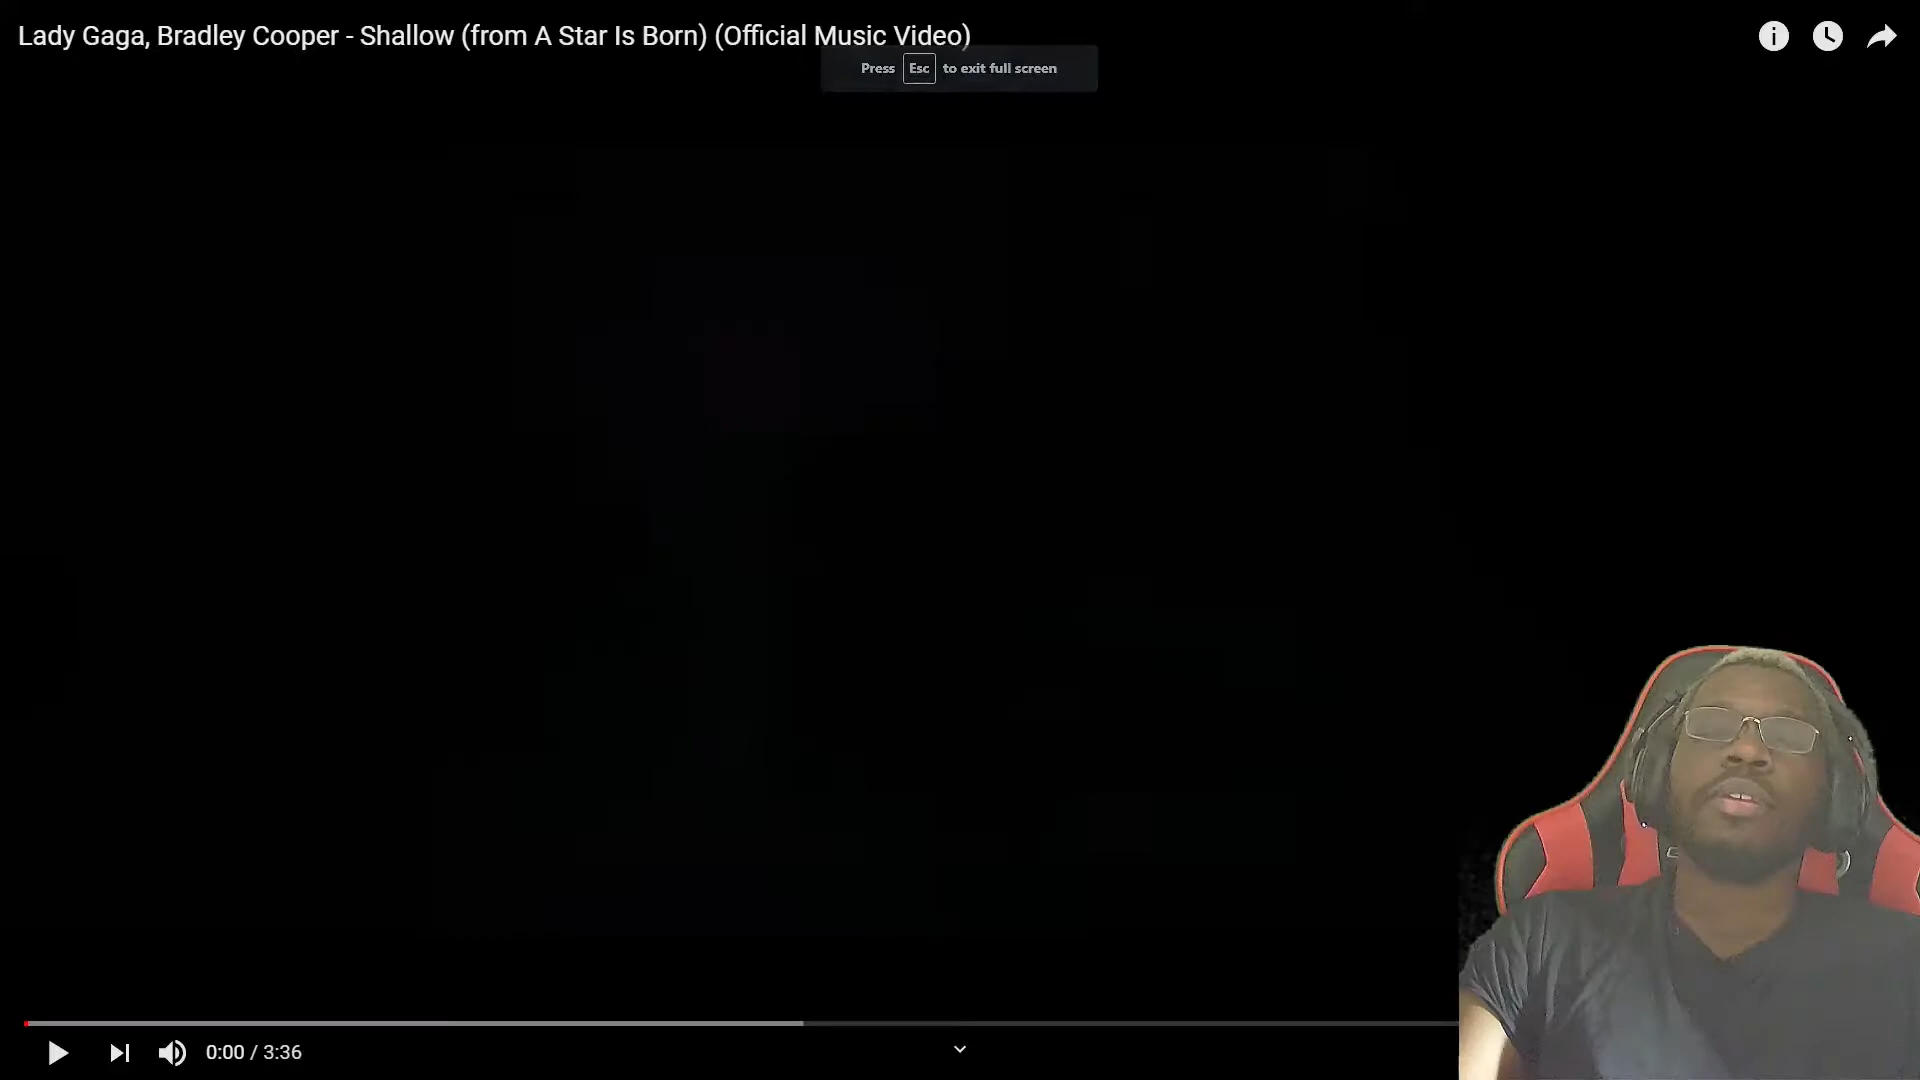 Lady Gaga, Bradley Cooper - Shallow (from A Star Is Born) (Official Music Video)
Press Esc to exit full screen
0:00 / 3:36